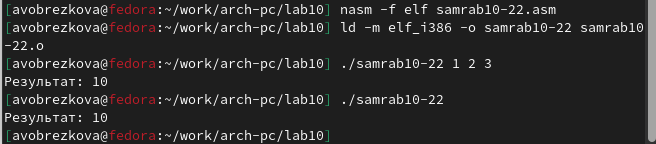 [avobrezkova@fedora:~/work/arch-pc/lab10] nasm -f elf samrab10-22.asm
[avobrezkova@fedora:~/work/arch-pc/lab10] ld -m elf_i386 -o samrab10-22 samrab10
-22.o
[avobrezkova@fedora:~/work/arch-pc/lab10] ./samrab10-22 1 2 3
Результат: 10
[avobrezkova@fedora:~/work/arch-pc/lab10] ./samrab10-22
Результат: 10
[avobrezkova@fedora:~/work/arch-pc/lab10]